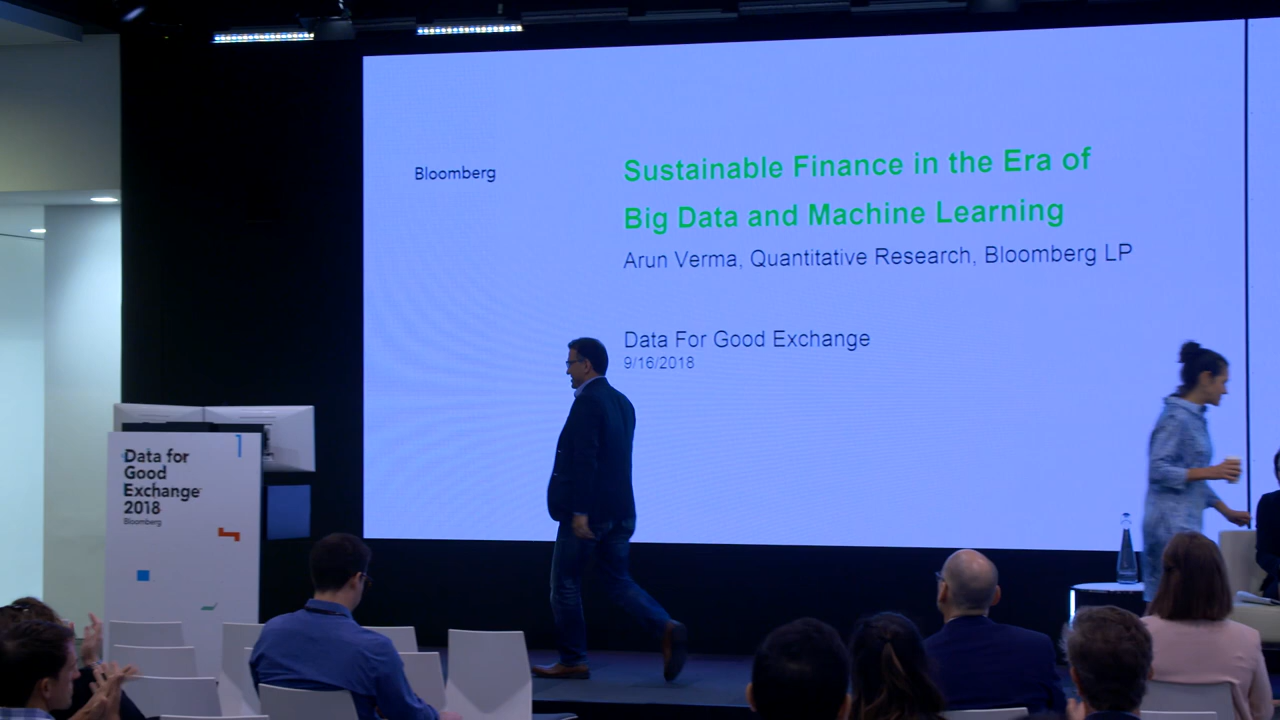 Bloomberg
Sustainable Finance in the Era of
Big Data and Machine Learning
Arun Verma, Quantitative Research, Bloomberg LP
Data For Good Exchange
9/16/2018
Data for
Good
Exchange
2018
Bloomberg